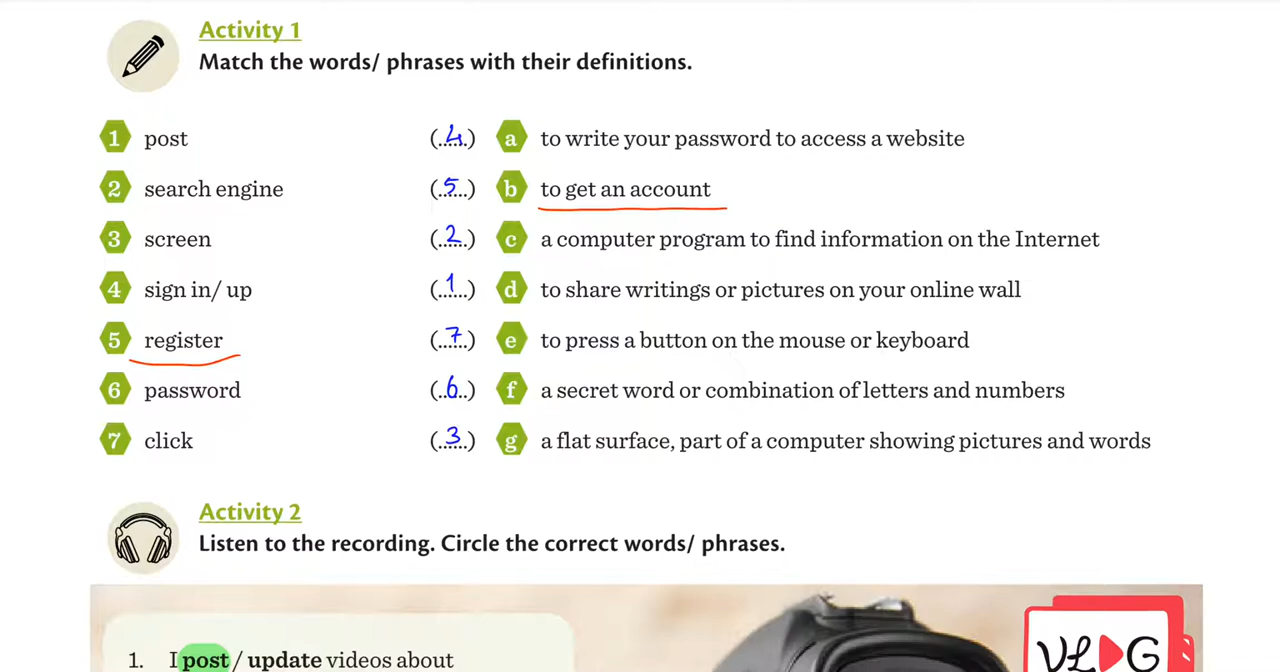 Activity 1
Match the words/ phrases with their definitions.
1 post (..4..) a to write your password to access a website
2 search engine (..5..) b to get an account
3 screen (..2..) c a computer program to find information on the Internet
4 sign in/ up (..1..) d to share writings or pictures on your online wall
5 register (..7..) e to press a button on the mouse or keyboard
6 password (..6..) f a secret word or combination of letters and numbers
7 click (..3..) g a flat surface, part of a computer showing pictures and words
Activity 2
Listen to the recording. Circle the correct words/ phrases.
1. I post / update videos about
VLOG